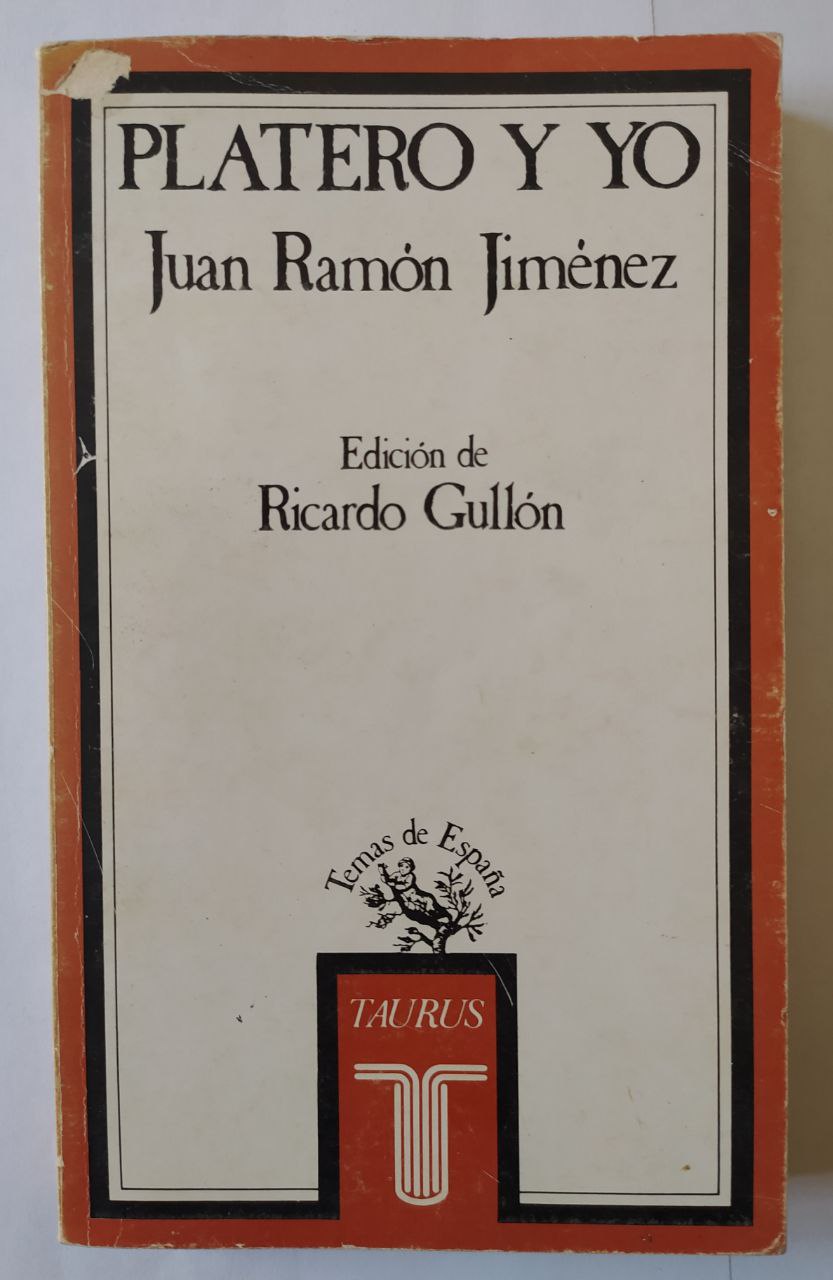 PLATERO Y YO
Juan Ramón Jiménez
Edición de
Ricardo Gullón
Temas de España
TAURUS